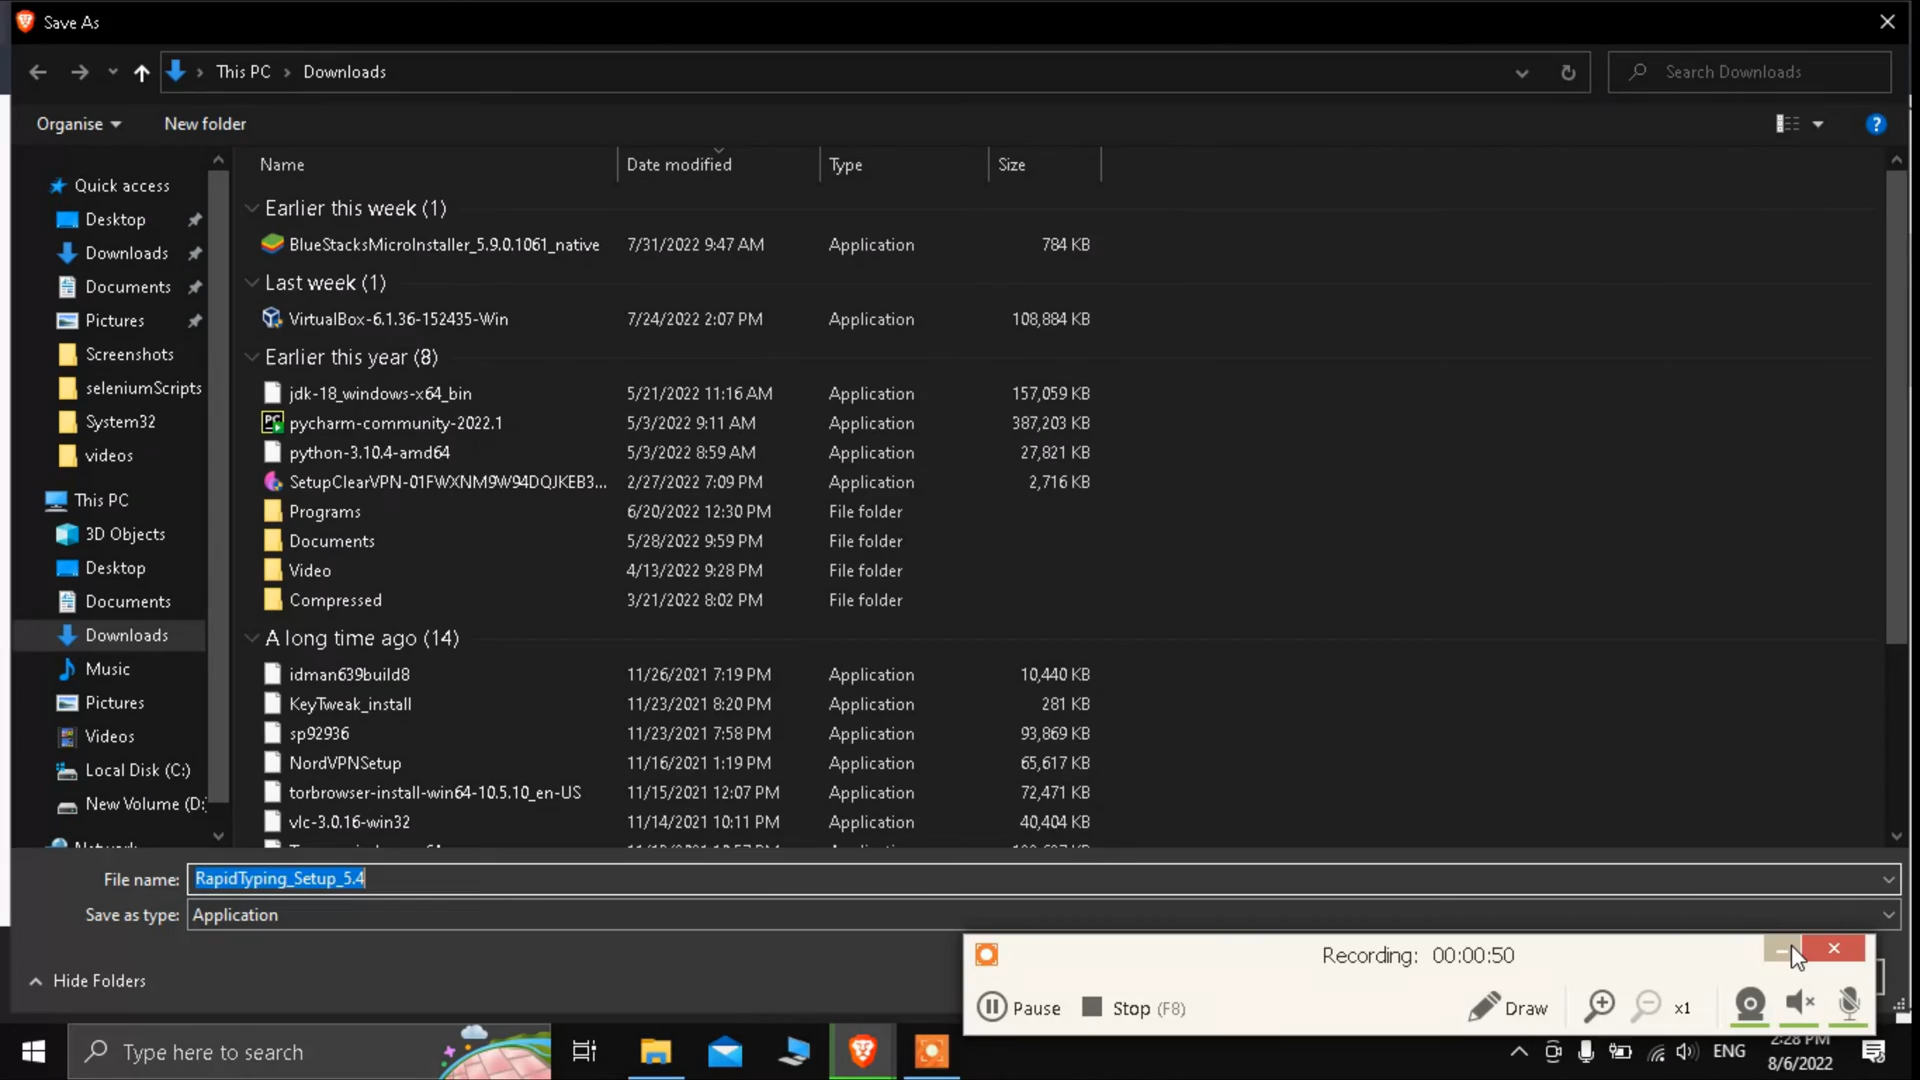 Save As
This PC > Downloads
Search Downloads
Organise
New folder
Name
Date modified
Type
Size
Quick access
Desktop
Downloads
Documents
Pictures
Screenshots
seleniumScripts
System32
videos
This PC
3D Objects
Desktop
Documents
Downloads
Music
Pictures
Videos
Local Disk (C:)
New Volume (D:
Earlier this week (1)
BlueStacksMicroInstaller_5.9.0.1061_native 7/31/2022 9:47 AM Application 784 KB
Last week (1)
VirtualBox-6.1.36-152435-Win 7/24/2022 2:07 PM Application 108,884 KB
Earlier this year (8)
jdk-18_windows-x64_bin 5/21/2022 11:16 AM Application 157,059 KB
pycharm-community-2022.1 5/3/2022 9:11 AM Application 387,203 KB
python-3.10.4-amd64 5/3/2022 8:59 AM Application 27,821 KB
SetupClearVPN-01FWXNM9W94DQJKEB3... 2/27/2022 7:09 PM Application 2,716 KB
Programs 6/20/2022 12:30 PM File folder
Documents 5/28/2022 9:59 PM File folder
Video 4/13/2022 9:28 PM File folder
Compressed 3/21/2022 8:02 PM File folder
A long time ago (14)
idman639build8 11/26/2021 7:19 PM Application 10,440 KB
KeyTweak_install 11/23/2021 8:20 PM Application 281 KB
sp92936 11/23/2021 7:58 PM Application 93,869 KB
NordVPNSetup 11/16/2021 1:19 PM Application 65,617 KB
torbrowser-install-win64-10.5.10_en-US 11/15/2021 12:07 PM Application 72,471 KB
vlc-3.0.16-win32 11/14/2021 10:11 PM Application 40,404 KB
File name: RapidTyping_Setup_5.4
Save as type: Application
Hide Folders
Recording: 00:00:50
Pause
Stop (F8)
Draw
x1
Type here to search
ENG
2:28 PM
8/6/2022